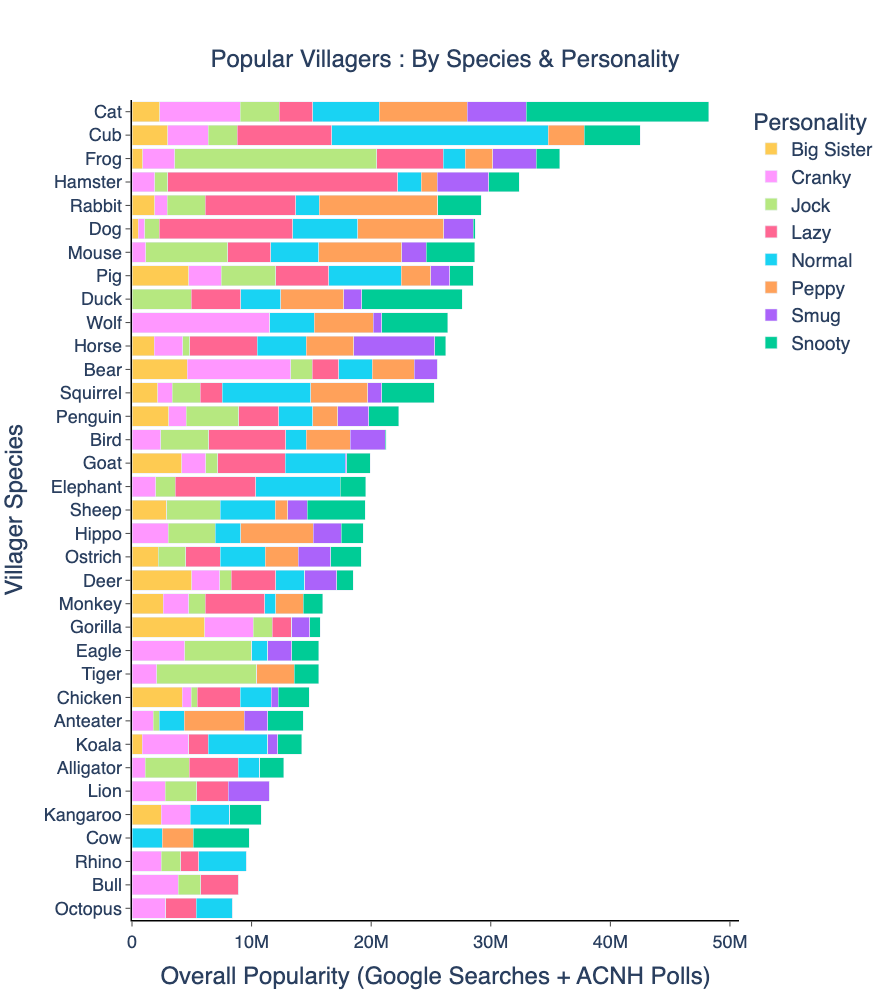 Popular Villagers : By Species & Personality
Cat
Cub
Frog
Hamster
Rabbit
Dog
Mouse
Pig
Duck
Wolf
Horse
Bear
Squirrel
Penguin
Bird
Goat
Elephant
Sheep
Hippo
Ostrich
Deer
Monkey
Gorilla
Eagle
Tiger
Chicken
Anteater
Koala
Alligator
Lion
Kangaroo
Cow
Rhino
Bull
Octopus
Villager Species
0 10M 20M 30M 40M 50M
Overall Popularity (Google Searches + ACNH Polls)
Personality
Big Sister
Cranky
Jock
Lazy
Normal
Peppy
Smug
Snooty